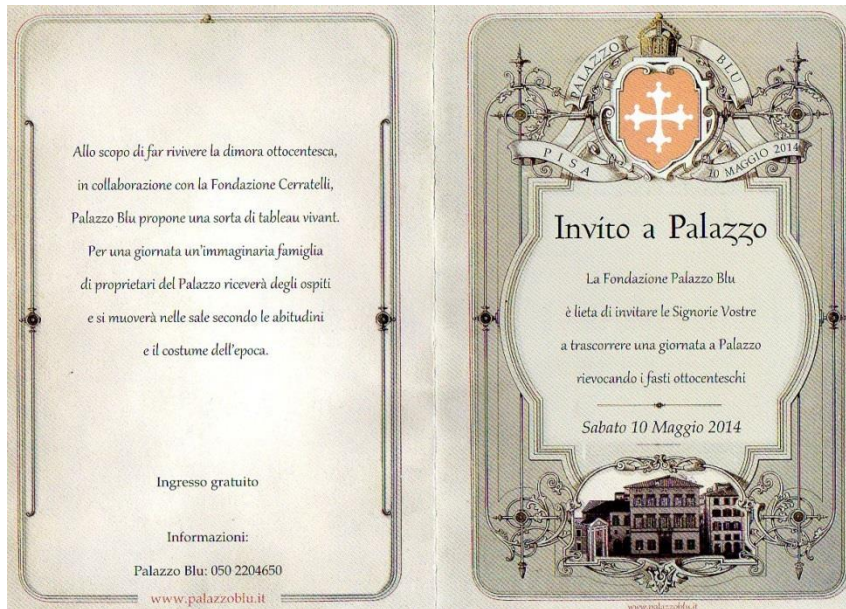 Allo scopo di far rivivere la dimora ottocentesca,
in collaborazione con la Fondazione Cerratelli,
Palazzo Blu propone una sorta di tableau vivant.
Per una giornata un'immaginaria famiglia
di proprietari del Palazzo riceverà degli ospiti
e si muoverà nelle sale secondo le abitudini
e il costume dell'epoca.
Ingresso gratuito
Informazioni:
Palazzo Blu: 050 2204650
www.palazzoblu.it
PALAZZO BLU
PISA 10 MAGGIO 2014
Invito a Palazzo
La Fondazione Palazzo Blu
è lieta di invitare le Signorie Vostre
a trascorrere una giornata a Palazzo
rievocando i fasti ottocenteschi
Sabato 10 Maggio 2014
www.palazzoblu.it